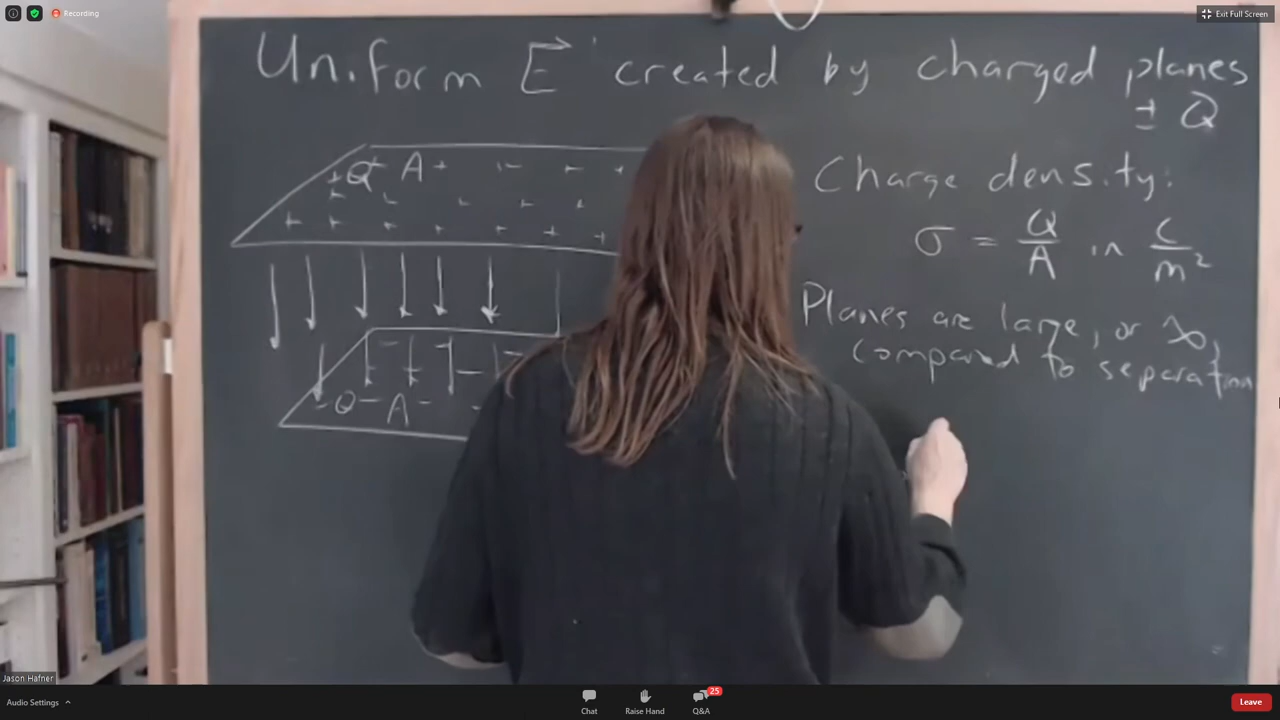 Recording
Exit Full Screen
Uniform E created by charged planes
± Q
Q A
Charge density:
σ = Q/A in C/m²
Planes are large, or ∞,
compared to separation
- Q - A -
Jason Hafner
Audio Settings
Chat
Raise Hand
25
Q&A
Leave